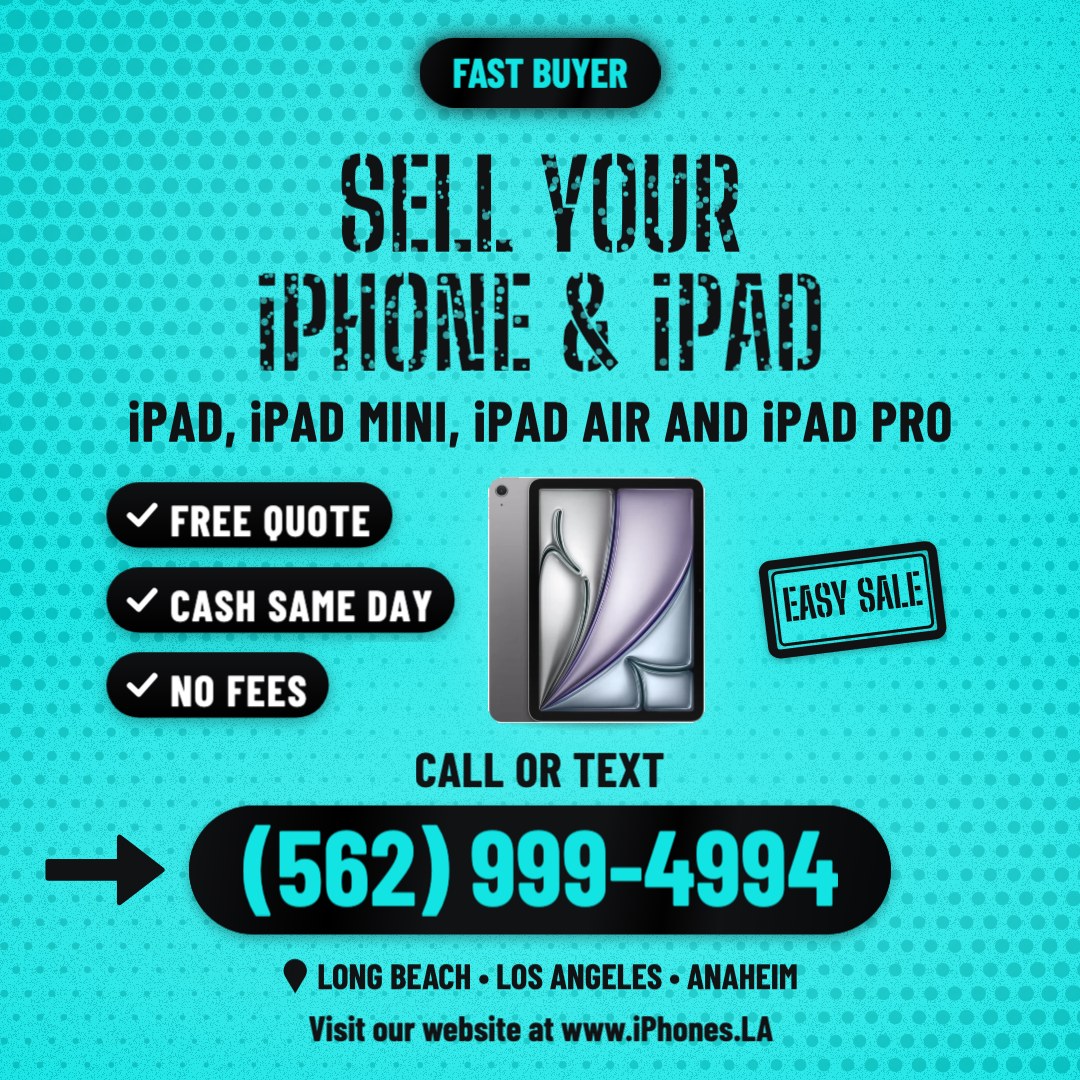 FAST BUYER
SELL YOUR
iPHONE & iPAD
iPAD, iPAD MINI, iPAD AIR AND iPAD PRO
FREE QUOTE
CASH SAME DAY
NO FEES
EASY SALE
CALL OR TEXT
(562) 999-4994
LONG BEACH • LOS ANGELES • ANAHEIM
Visit our website at www.iPhones.LA